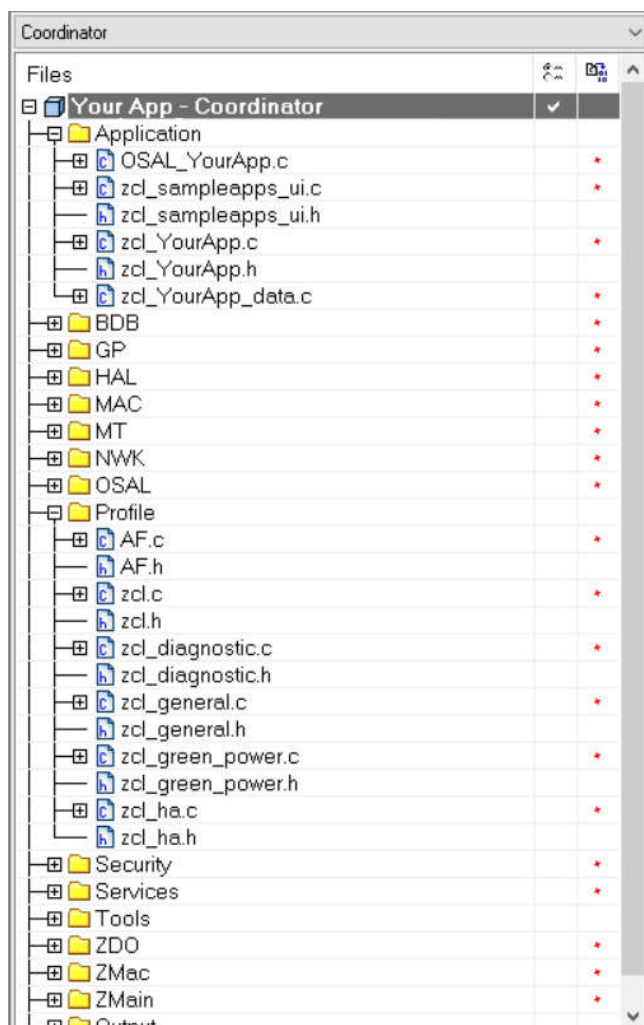 Coordinator
Files
Your App - Coordinator
Application
OSAL_YourApp.c
zcl_sampleapps_ui.c
zcl_sampleapps_ui.h
zcl_YourApp.c
zcl_YourApp.h
zcl_YourApp_data.c
BDB
GP
HAL
MAC
MT
NWK
OSAL
Profile
AF.c
AF.h
zcl.c
zcl.h
zcl_diagnostic.c
zcl_diagnostic.h
zcl_general.c
zcl_general.h
zcl_green_power.c
zcl_green_power.h
zcl_ha.c
zcl_ha.h
Security
Services
Tools
ZDO
ZMac
ZMain
Output